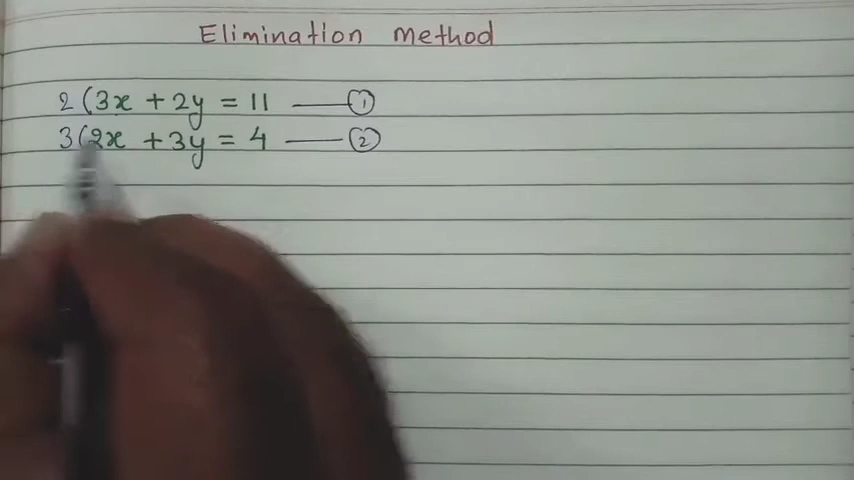 Elimination method
2(3x + 2y = 11 —— ①
3(2x + 3y = 4 —— ②